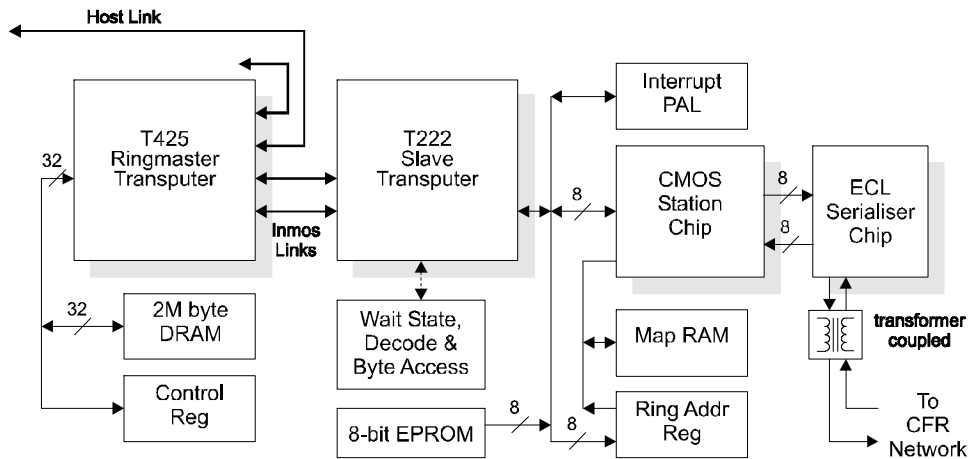 Host Link
T425
Ringmaster
Transputer
T222
Slave
Transputer
Interrupt
PAL
CMOS
Station
Chip
ECL
Serialiser
Chip
32
8
8
8
Inmos
Links
32
2M byte
DRAM
Wait State,
Decode &
Byte Access
Map RAM
transformer
coupled
Control
Reg
8-bit EPROM
8
8
Ring Addr
Reg
To
CFR
Network